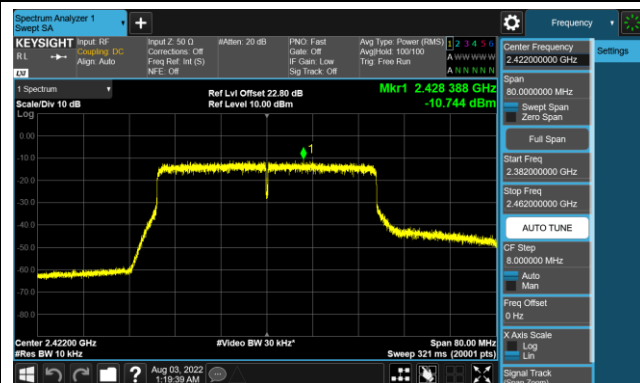 Spectrum Analyzer 1
Swept SA
Frequency
KEYSIGHT
RL
LXI
Input: RF
Coupling: DC
Align: Auto
Input Z: 50 Ω
Corrections: Off
Freq Ref: Int (S)
NFE: Off
#Atten: 20 dB
PNO: Fast
Gate: Off
IF Gain: Low
Sig Track: Off
Avg Type: Power (RMS)
Avg|Hold: 100/100
Trig: Free Run
1 2 3 4 5 6
A W W W W W
A N N N N N
1 Spectrum
Scale/Div 10 dB
Log
Ref Lvl Offset 22.80 dB
Ref Level 10.00 dBm
Mkr1 2.428 388 GHz
-10.744 dBm
1
0.00
-10.0
-20.0
-30.0
-40.0
-50.0
-60.0
-70.0
-80.0
Center 2.42200 GHz
#Res BW 10 kHz
#Video BW 30 kHz*
Span 80.00 MHz
Sweep 321 ms (20001 pts)
Center Frequency
2.422000000 GHz
Settings
Span
80.0000000 MHz
Swept Span
Zero Span
Full Span
Start Freq
2.382000000 GHz
Stop Freq
2.462000000 GHz
AUTO TUNE
CF Step
8.000000 MHz
Auto
Man
Freq Offset
0 Hz
X Axis Scale
Log
Lin
Signal Track
(Span Zoom)
?
Aug 03, 2022
1:19:39 AM